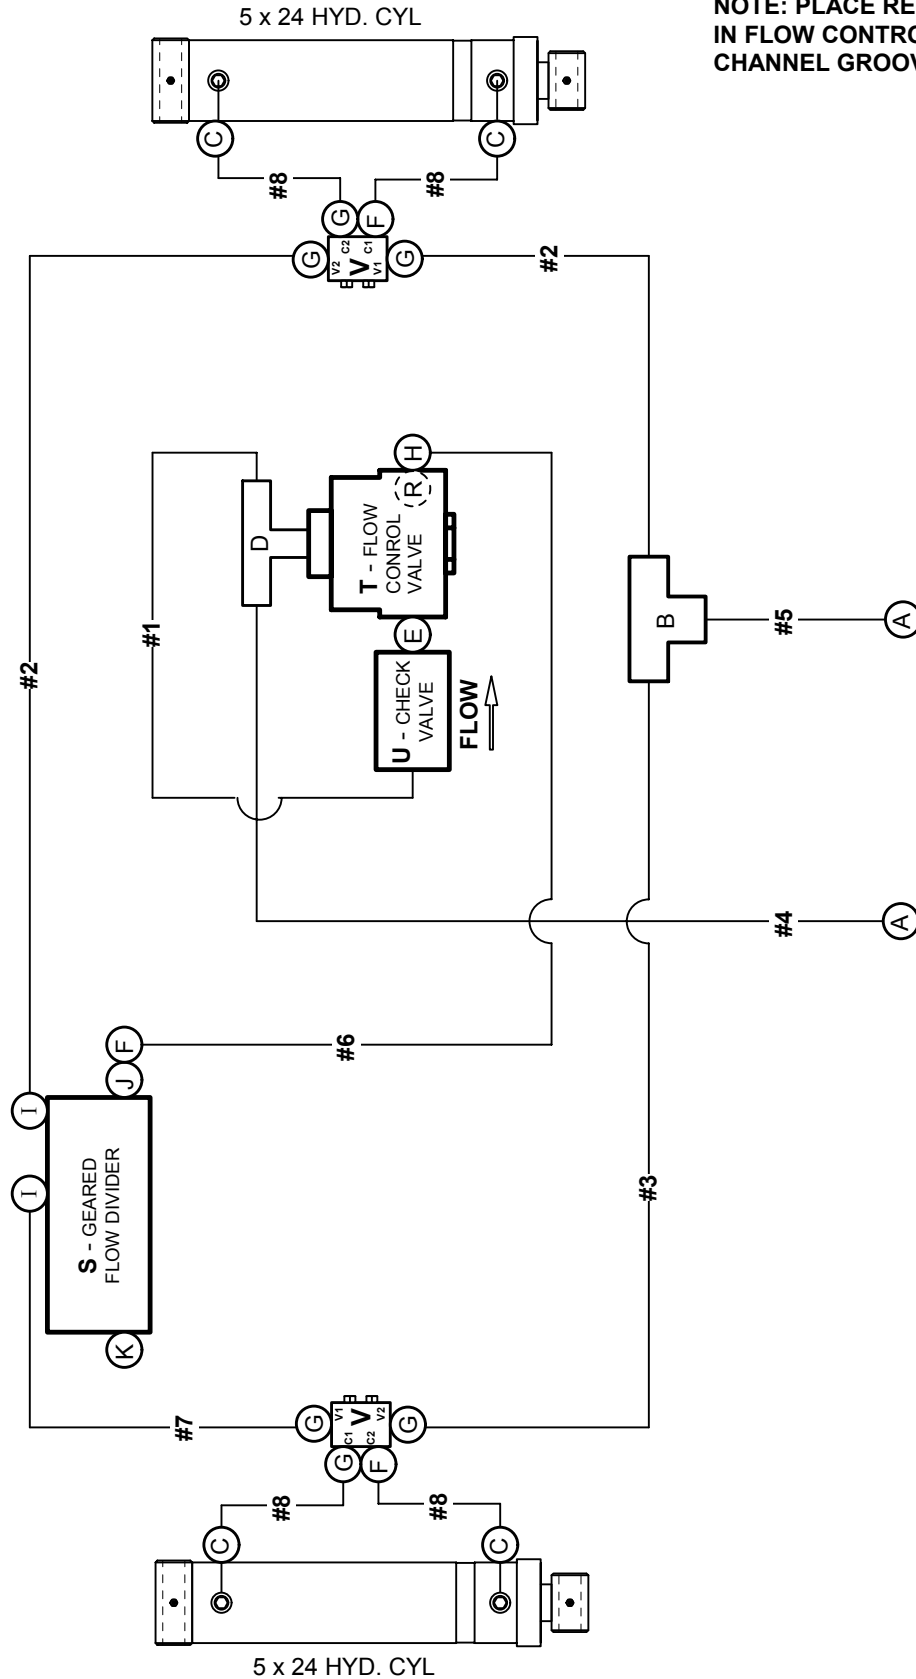 5 x 24 HYD. CYL
NOTE: PLACE RE
IN FLOW CONTRO
CHANNEL GROOV
C
C
#8
#8
G
F
G
C2
C1
V2
V
V1
G
#2
#2
#1
D
H
R
T - FLOW
CONROL
VALVE
E
U - CHECK
VALVE
FLOW
B
#5
A
#4
A
#6
F
J
I
I
S - GEARED
FLOW DIVIDER
K
#3
#7
G
V1
V
V2
G
C1
C2
G
F
#8
#8
C
C
5 x 24 HYD. CYL